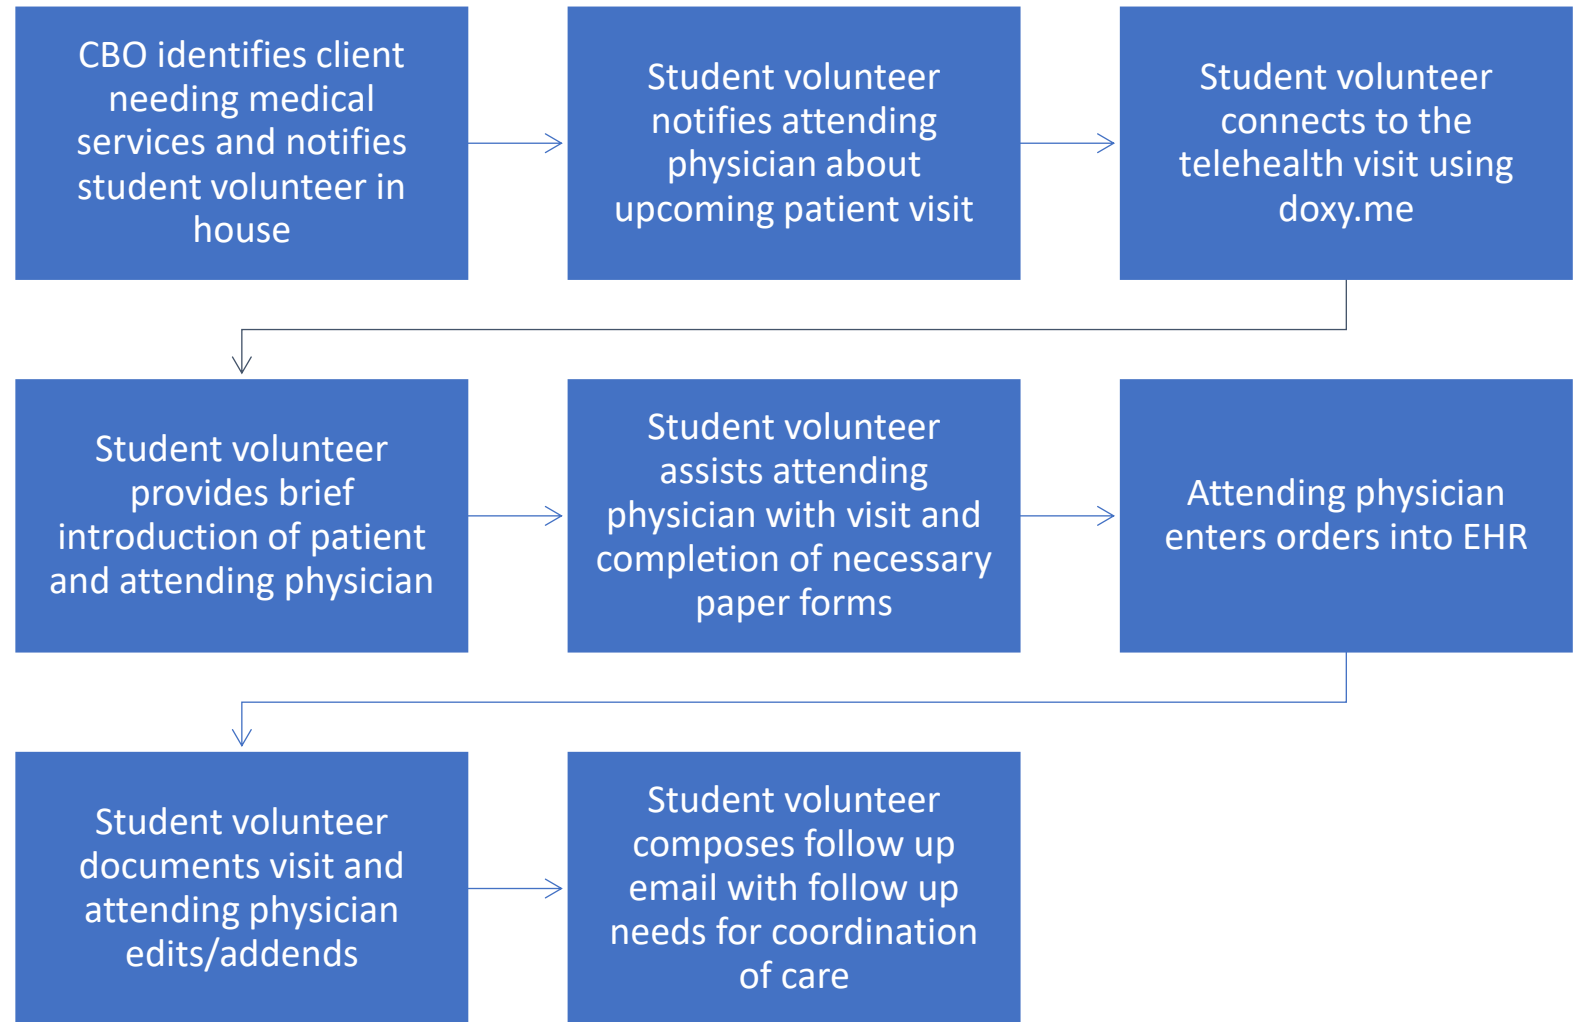 CBO identifies client
needing medical
services and notifies
student volunteer in
house
Student volunteer
notifies attending
physician about
upcoming patient visit
Student volunteer
connects to the
telehealth visit using
doxy.me
Student volunteer
provides brief
introduction of patient
and attending physician
Student volunteer
assists attending
physician with visit and
completion of necessary
paper forms
Attending physician
enters orders into EHR
Student volunteer
documents visit and
attending physician
edits/addends
Student volunteer
composes follow up
email with follow up
needs for coordination
of care